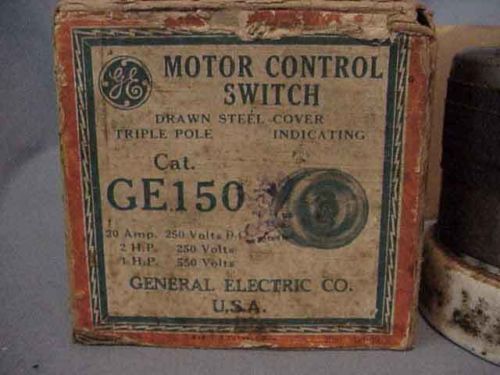 GE
MOTOR CONTROL
SWITCH
DRAWN STEEL COVER
TRIPLE POLE INDICATING
Cat.
GE150
20 Amp. 250 Volts
2 H.P. 250 Volts
1 H.P. 550 Volts
GENERAL ELECTRIC CO.
U.S.A.